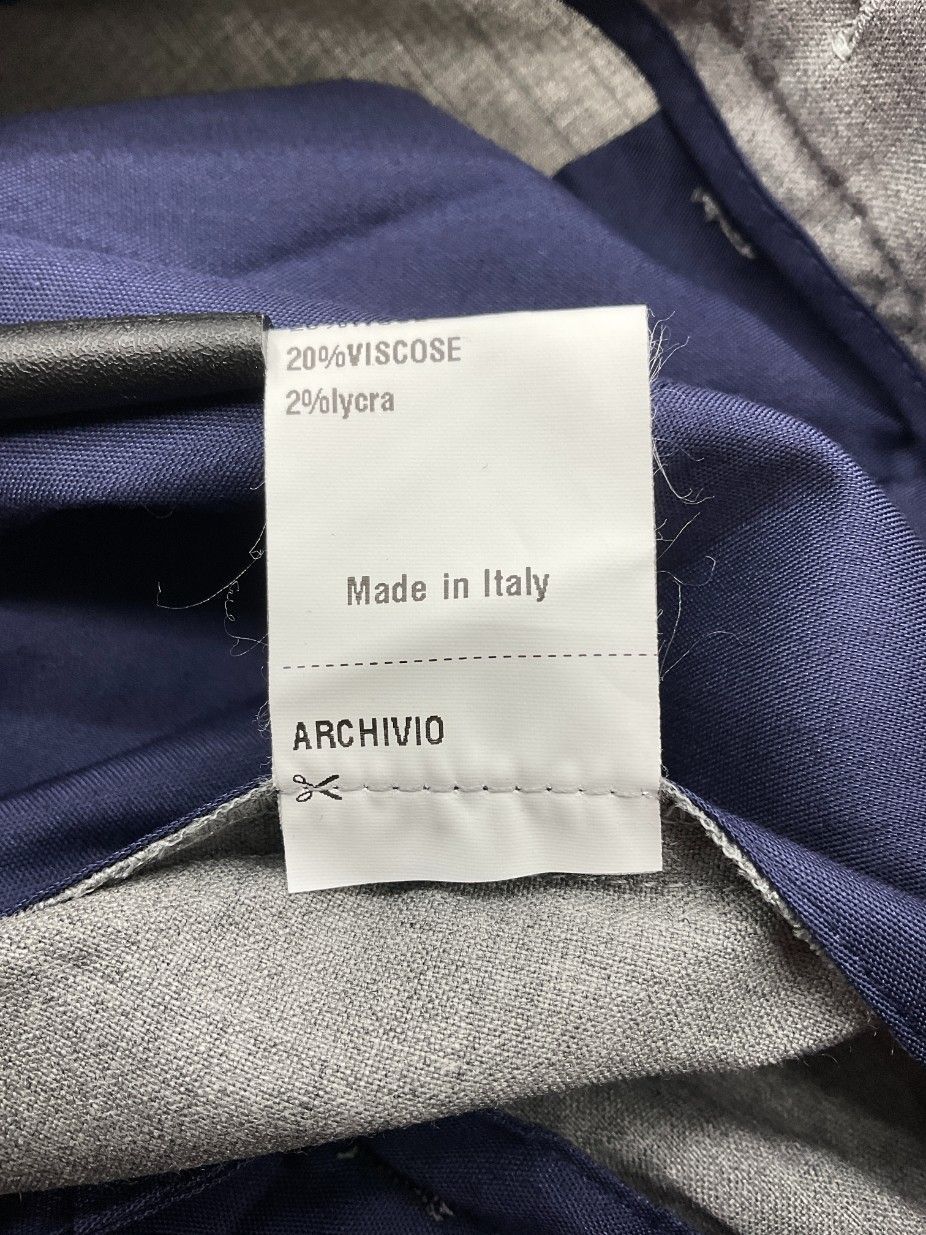 20%VISCOSE
2%lycra
Made in Italy
ARCHIVIO